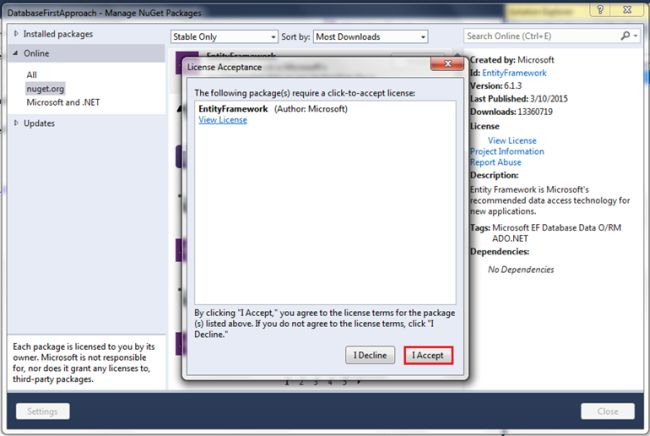 DatabaseFirstApproach - Manage NuGet Packages
Installed packages
Online
All
nuget.org
Microsoft and .NET
Updates
Each package is licensed to you by its
owner. Microsoft is not responsible
for, nor does it grant any licenses to,
third-party packages.
Settings
Stable Only
Sort by: Most Downloads
EntityFramework
License Acceptance
The following package(s) require a click-to-accept license:
EntityFramework (Author: Microsoft)
View License
By clicking "I Accept," you agree to the license terms for the package
(s) listed above. If you do not agree to the license terms, click "I
Decline."
I Decline
I Accept
1 2 3 4 5
Search Online (Ctrl+E)
Created by: Microsoft
Id: EntityFramework
Version: 6.1.3
Last Published: 3/10/2015
Downloads: 13360719
License
View License
Project Information
Report Abuse
Description:
Entity Framework is Microsoft's
recommended data access technology for
new applications.
Tags: Microsoft EF Database Data O/RM
ADO.NET
Dependencies:
No Dependencies
Close